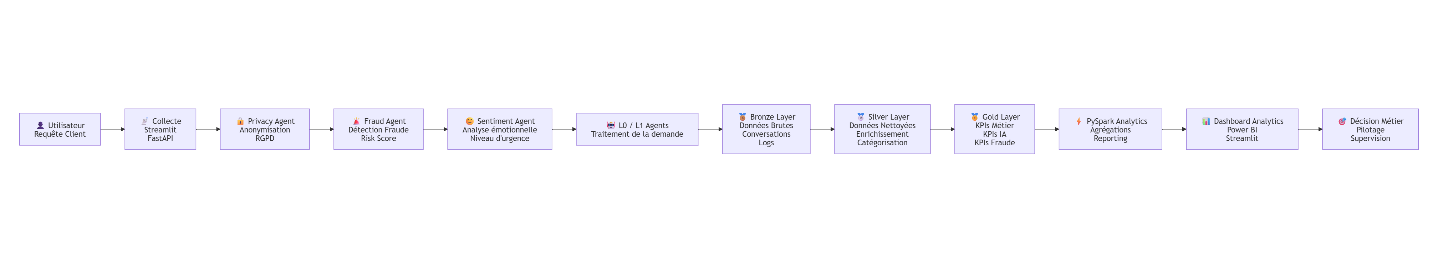 Utilisateur
Requête Client
Collecte
Streamlit
FastAPI
Privacy Agent
Anonymisation
RGPD
Fraud Agent
Détection Fraude
Risk Score
Sentiment Agent
Analyse émotionnelle
Niveau d'urgence
L0 / L1 Agents
Traitement de la demande
Bronze Layer
Données Brutes
Conversations
Logs
Silver Layer
Données Nettoyées
Enrichissement
Catégorisation
Gold Layer
KPIs Métier
KPIs IA
KPIs Fraude
PySpark Analytics
Agrégations
Reporting
Dashboard Analytics
Power BI
Streamlit
Décision Métier
Pilotage
Supervision